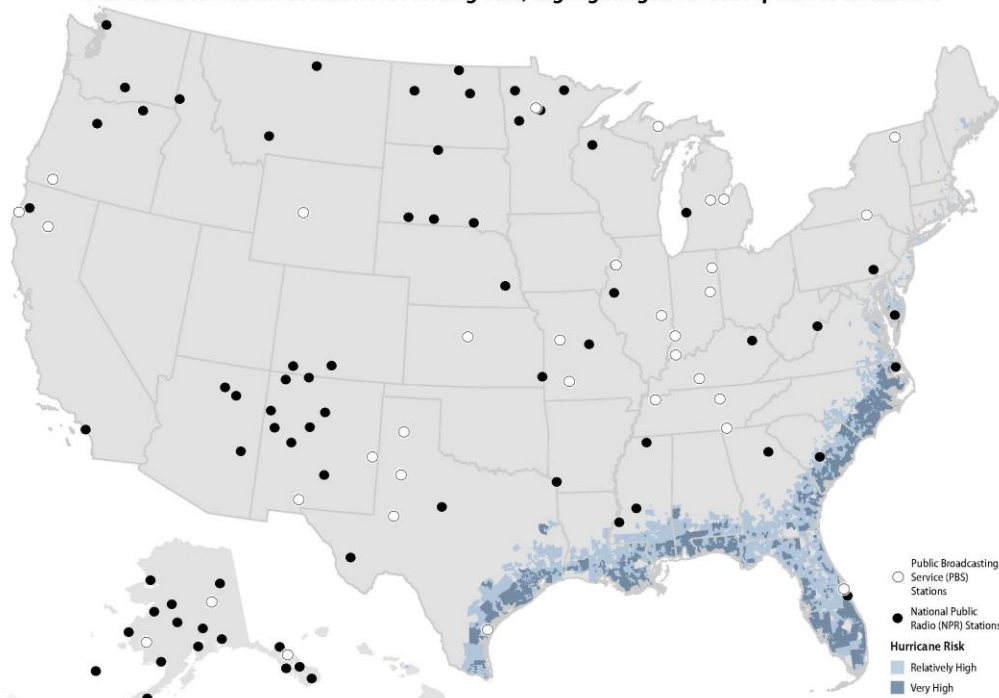 Public Broadcasting
Service (PBS)
Stations
National Public
Radio (NPR) Stations
Hurricane Risk
Relatively High
Very High